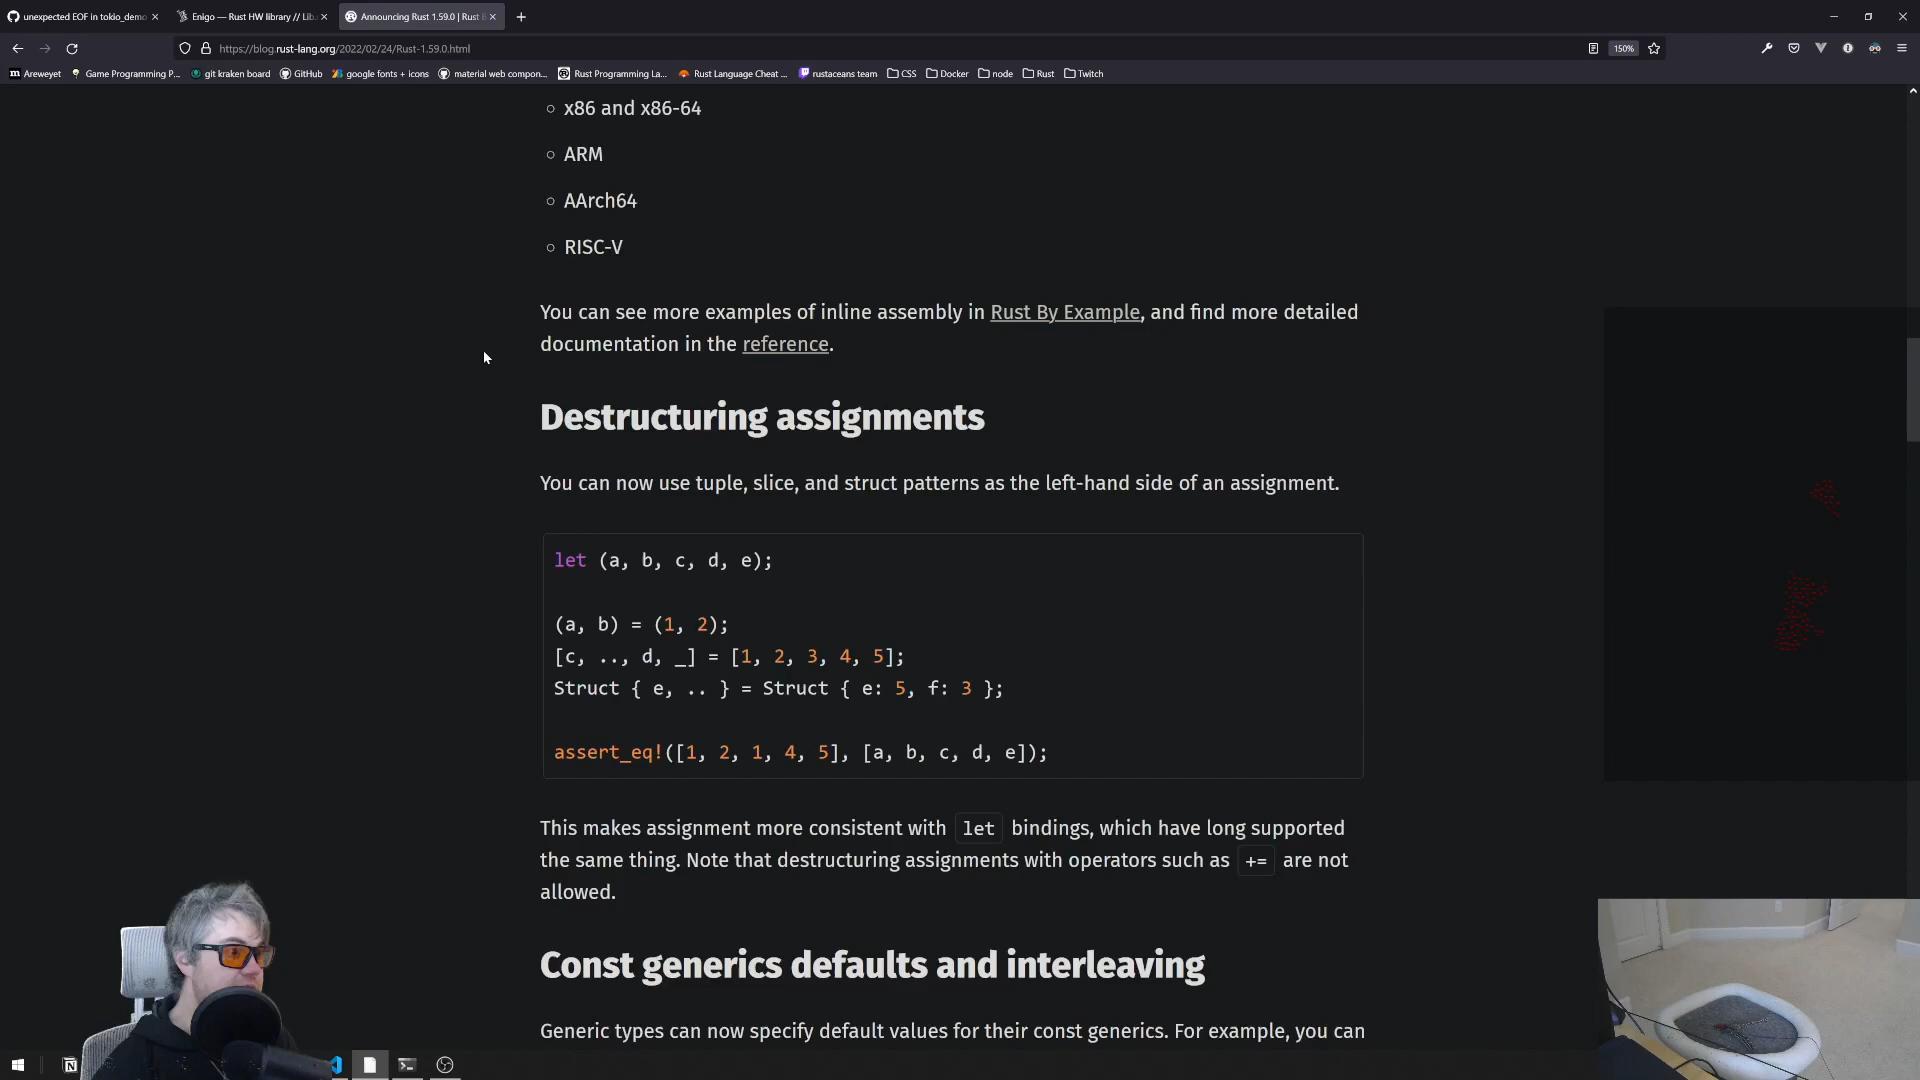 unexpected EOF in tokio_demo
Enigo — Rust HW library // Lib.
Announcing Rust 1.59.0 | Rust B
https://blog.rust-lang.org/2022/02/24/Rust-1.59.0.html
150%
Areweyet
Game Programming P...
git kraken board
GitHub
google fonts + icons
material web compon...
Rust Programming La...
Rust Language Cheat ...
rustaceans team
CSS
Docker
node
Rust
Twitch
x86 and x86-64
ARM
AArch64
RISC-V
You can see more examples of inline assembly in Rust By Example, and find more detailed
documentation in the reference.
Destructuring assignments
You can now use tuple, slice, and struct patterns as the left-hand side of an assignment.
let (a, b, c, d, e);
(a, b) = (1, 2);
[c, .., d, _] = [1, 2, 3, 4, 5];
Struct { e, .. } = Struct { e: 5, f: 3 };
assert_eq!([1, 2, 1, 4, 5], [a, b, c, d, e]);
This makes assignment more consistent with let bindings, which have long supported
the same thing. Note that destructuring assignments with operators such as += are not
allowed.
Const generics defaults and interleaving
Generic types can now specify default values for their const generics. For example, you can